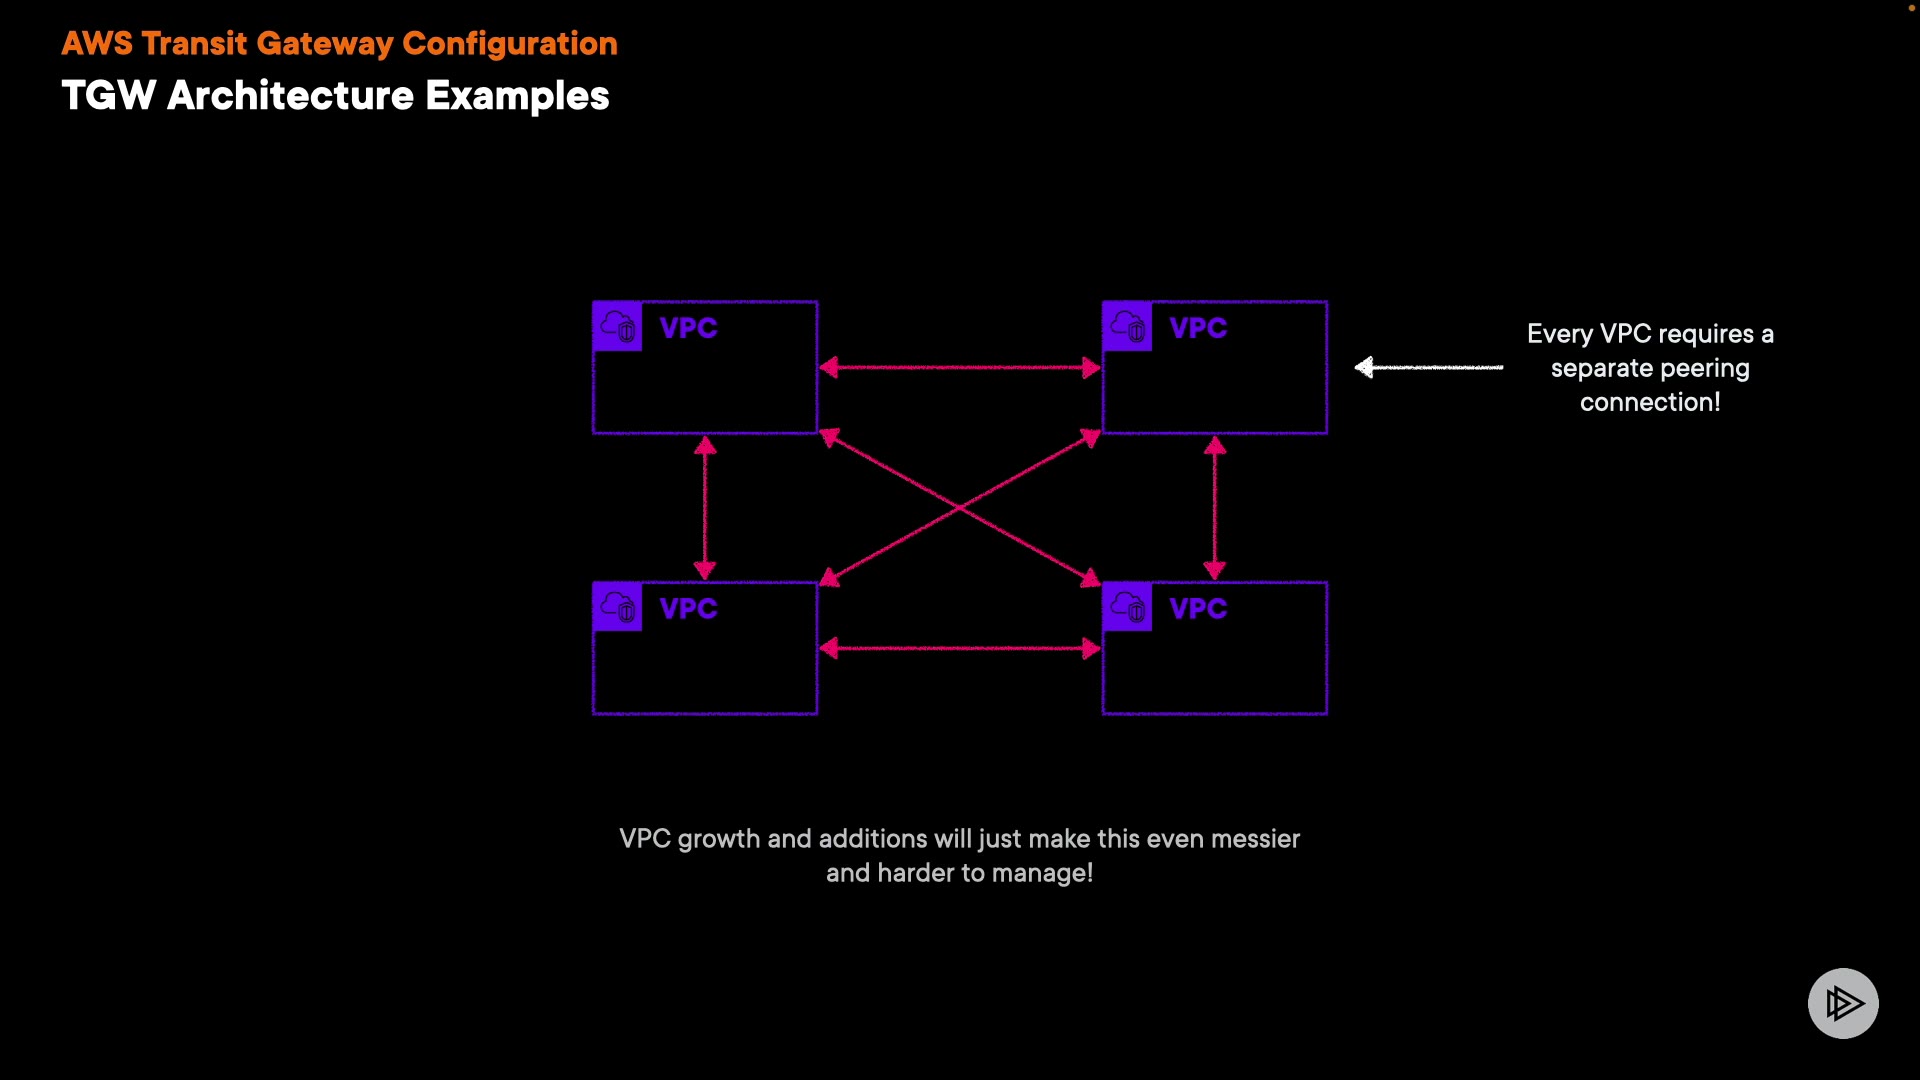 AWS Transit Gateway Configuration
TGW Architecture Examples
VPC
VPC
Every VPC requires a
separate peering
connection!
VPC
VPC
VPC growth and additions will just make this even messier
and harder to manage!